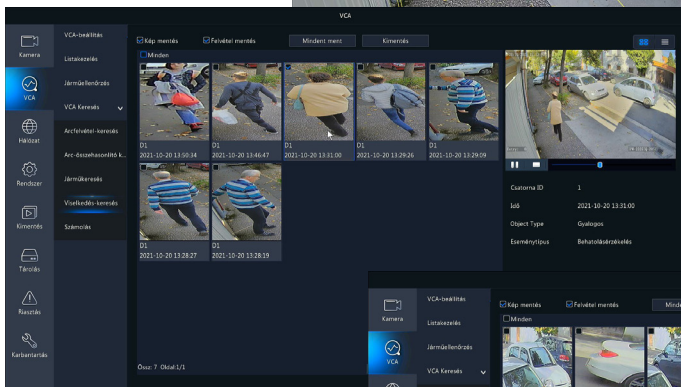 VCA
Kamera
VCA
Hálózat
Rendszer
Kimentés
Tárolás
Riasztás
Karbantartás
VCA-beállítás
Listakezelés
Járműellenőrzés
VCA Keresés
Arcfelvétel-keresés
Arc-összehasonlító k...
Járműkeresés
Viselkedés-keresés
Számolás
Kép mentés
Felvétel mentés
Mindent ment
Kimentés
Minden
D1
2021-10-20 13:50:34
D1
2021-10-20 13:46:47
D1
2021-10-20 13:31:00
D1
2021-10-20 13:29:26
D1
2021-10-20 13:29:09
D1
2021-10-20 13:28:27
D1
2021-10-20 13:28:19
Össz: 7 Oldal:1/1
Csatorna ID 1
Idő 2021-10-20 13:31:00
Object Type Gyalogos
Eseménytípus Behatolásérzékelés
Kamera
VCA
VCA-beállítás
Listakezelés
Járműellenőrzés
VCA Keresés
Kép mentés
Felvétel mentés
Mind
Minden